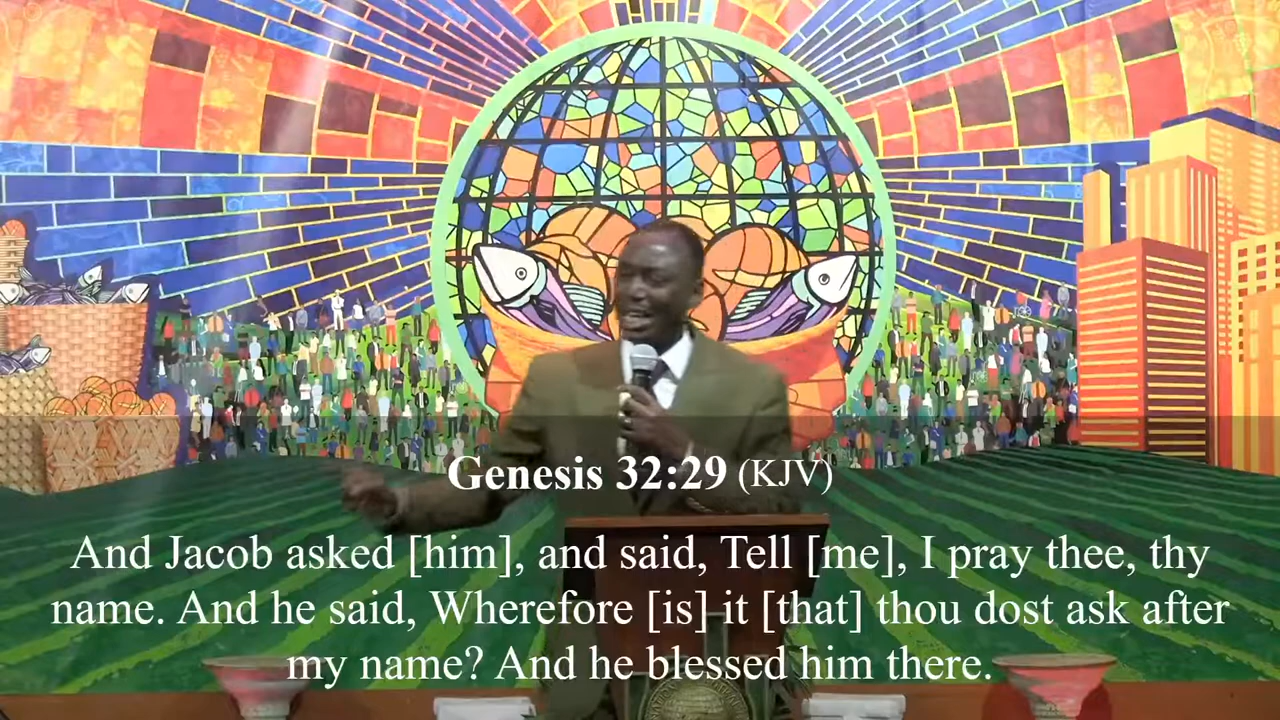 Genesis 32:29 (KJV)
And Jacob asked [him], and said, Tell [me], I pray thee, thy
name. And he said, Wherefore [is] it [that] thou dost ask after
my name? And he blessed him there.